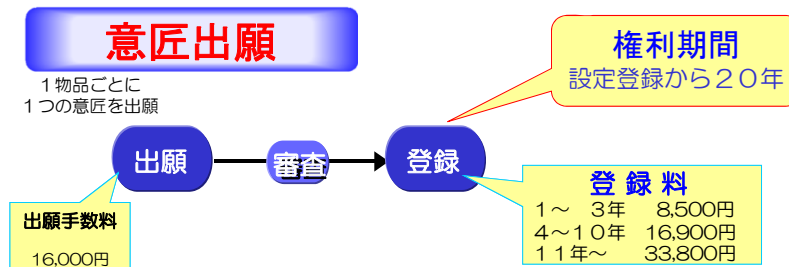 意匠出願
１物品ごとに
１つの意匠を出願
権利期間
設定登録から２０年
出願
審査
登録
出願手数料
16,000円
登 録 料
１～　３年　8,500円
４～１０年　16,900円
１１年～　33,800円